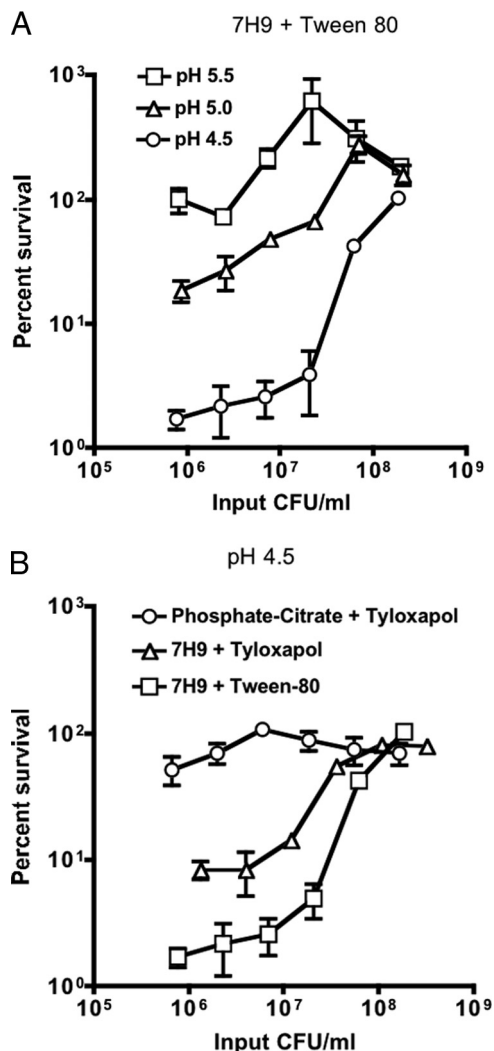 A
7H9 + Tween 80
10³
pH 5.5
pH 5.0
pH 4.5
10²
Percent survival
10¹
10⁰
10⁵ 10⁶ 10⁷ 10⁸ 10⁹
Input CFU/ml
B
pH 4.5
10³
Phosphate-Citrate + Tyloxapol
7H9 + Tyloxapol
7H9 + Tween-80
10²
Percent survival
10¹
10⁰
10⁵ 10⁶ 10⁷ 10⁸ 10⁹
Input CFU/ml